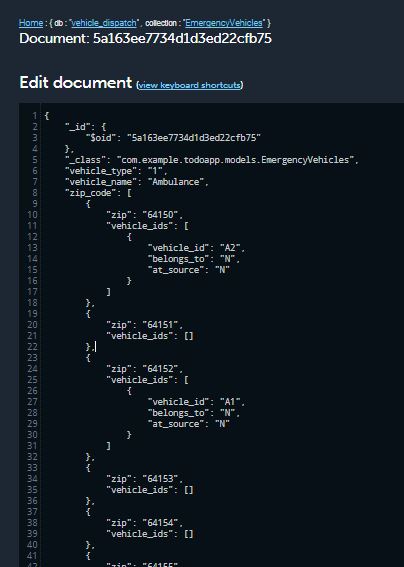 Home : { db : "vehicle_dispatch" , collection : "EmergencyVehicles" }
Document: 5a163ee7734d1d3ed22cfb75
Edit document (view keyboard shortcuts)
1 {
2 "_id": {
3 "$oid": "5a163ee7734d1d3ed22cfb75"
4 },
5 "_class": "com.example.todoapp.models.EmergencyVehicles",
6 "vehicle_type": "1",
7 "vehicle_name": "Ambulance",
8 "zip_code": [
9 {
10 "zip": "64150",
11 "vehicle_ids": [
12 {
13 "vehicle_id": "A2",
14 "belongs_to": "N",
15 "at_source": "N"
16 }
17 ]
18 },
19 {
20 "zip": "64151",
21 "vehicle_ids": []
22 },
23 {
24 "zip": "64152",
25 "vehicle_ids": [
26 {
27 "vehicle_id": "A1",
28 "belongs_to": "N",
29 "at_source": "N"
30 }
31 ]
32 },
33 {
34 "zip": "64153",
35 "vehicle_ids": []
36 },
37 {
38 "zip": "64154",
39 "vehicle_ids": []
40 },
41 {
"zip": "64155",